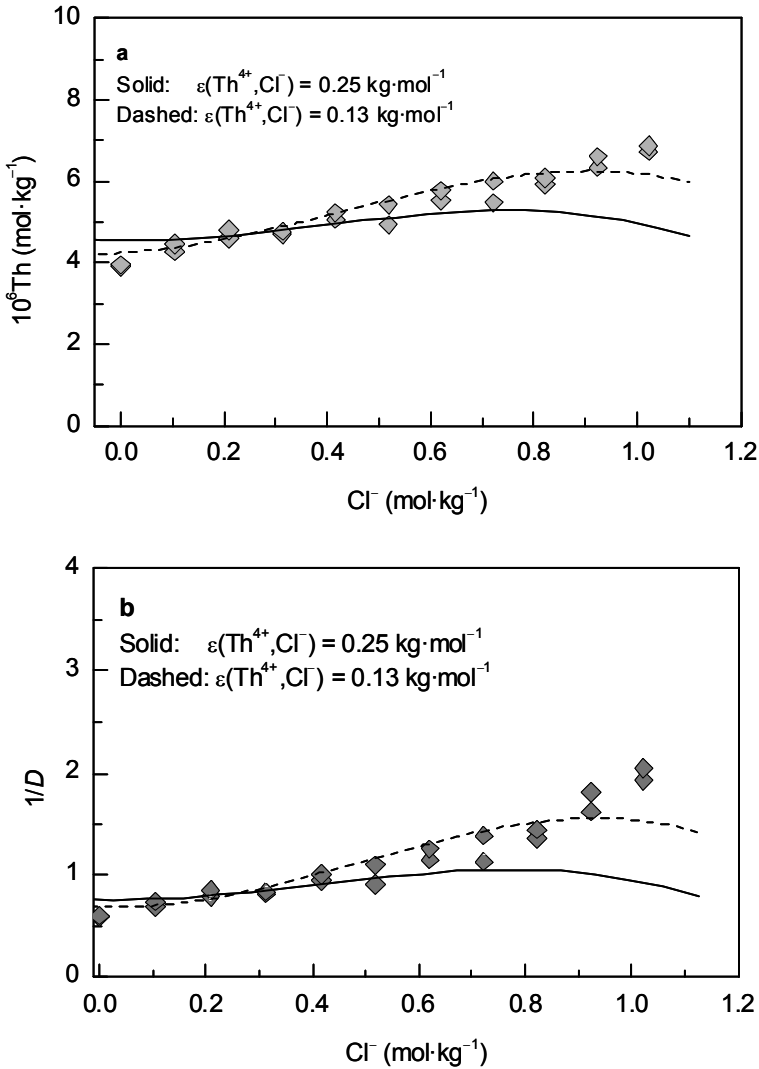 10
8
6
4
2
0
10⁶Th (mol·kg⁻¹)
a
Solid: ε(Th⁴⁺,Cl⁻) = 0.25 kg·mol⁻¹
Dashed: ε(Th⁴⁺,Cl⁻) = 0.13 kg·mol⁻¹
0.0 0.2 0.4 0.6 0.8 1.0 1.2
Cl⁻ (mol·kg⁻¹)
4
3
2
1
0
1/D
b
Solid: ε(Th⁴⁺,Cl⁻) = 0.25 kg·mol⁻¹
Dashed: ε(Th⁴⁺,Cl⁻) = 0.13 kg·mol⁻¹
0.0 0.2 0.4 0.6 0.8 1.0 1.2
Cl⁻ (mol·kg⁻¹)